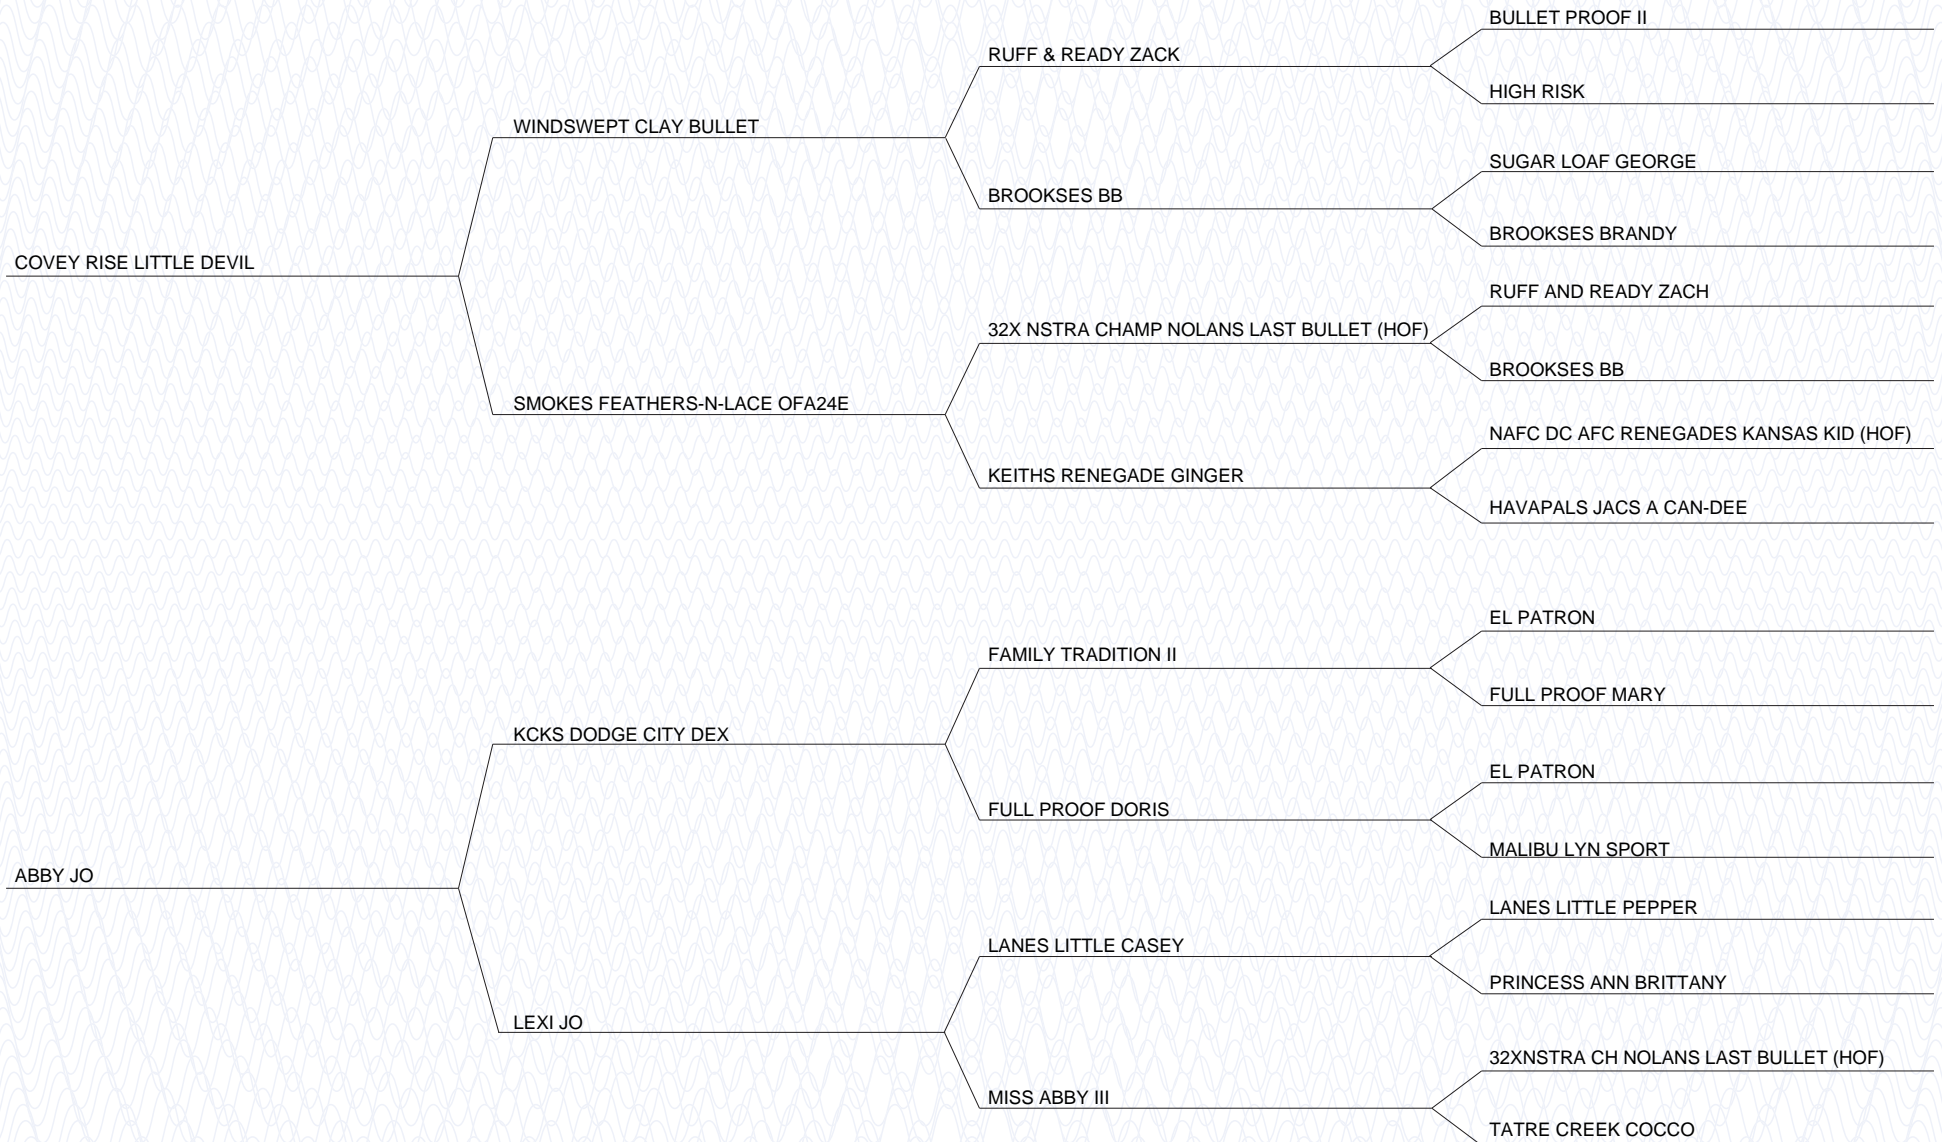 BULLET PROOF II
RUFF & READY ZACK
HIGH RISK
WINDSWEPT CLAY BULLET
SUGAR LOAF GEORGE
BROOKSES BB
BROOKSES BRANDY
COVEY RISE LITTLE DEVIL
RUFF AND READY ZACH
32X NSTRA CHAMP NOLANS LAST BULLET (HOF)
BROOKSES BB
SMOKES FEATHERS-N-LACE OFA24E
NAFC DC AFC RENEGADES KANSAS KID (HOF)
KEITHS RENEGADE GINGER
HAVAPALS JACS A CAN-DEE
EL PATRON
FAMILY TRADITION II
FULL PROOF MARY
KCKS DODGE CITY DEX
EL PATRON
FULL PROOF DORIS
MALIBU LYN SPORT
ABBY JO
LANES LITTLE PEPPER
LANES LITTLE CASEY
PRINCESS ANN BRITTANY
LEXI JO
32XNSTRA CH NOLANS LAST BULLET (HOF)
MISS ABBY III
TATRE CREEK COCCO